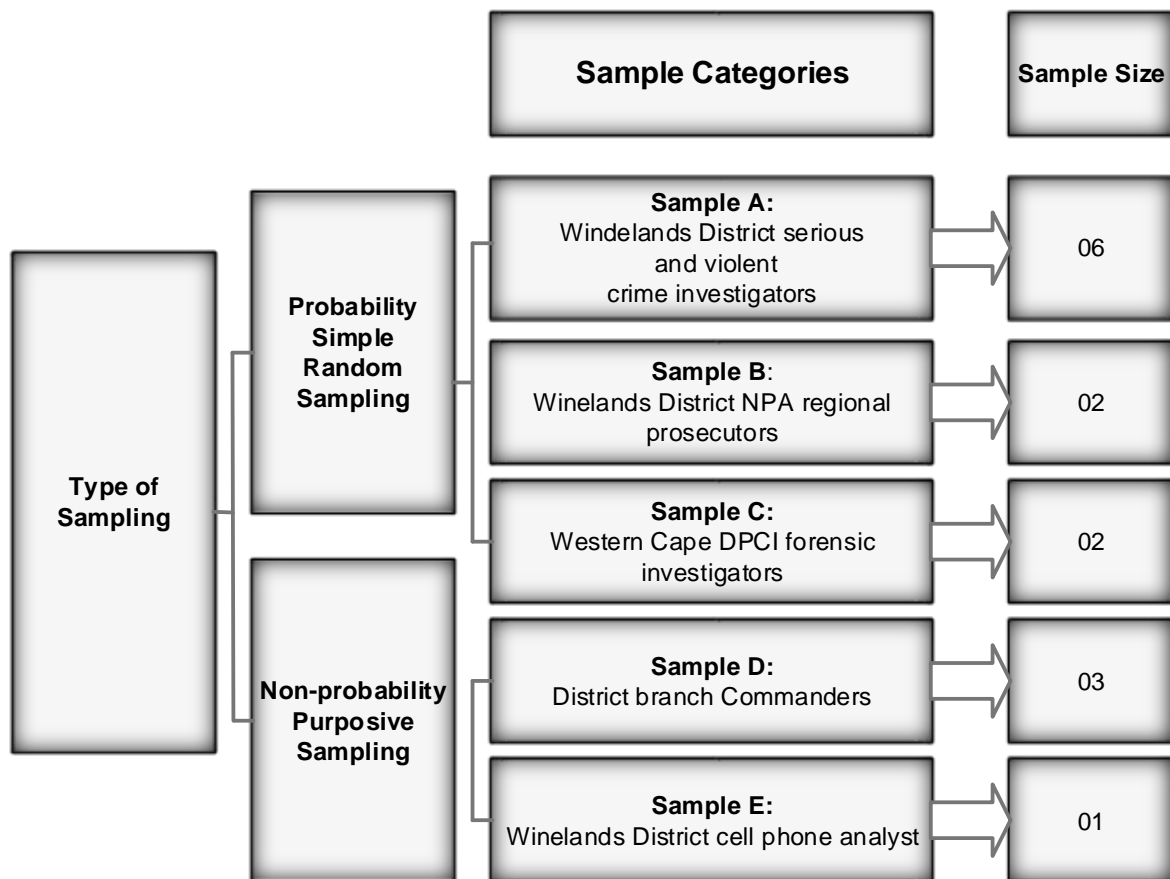 Sample Categories
Sample Size
Type of
Sampling
Probability
Simple
Random
Sampling
Sample A:
Windelands District serious
and violent
crime investigators
06
Sample B:
Winelands District NPA regional
prosecutors
02
Sample C:
Western Cape DPCI forensic
investigators
02
Non-probability
Purposive
Sampling
Sample D:
District branch Commanders
03
Sample E:
Winelands District cell phone analyst
01